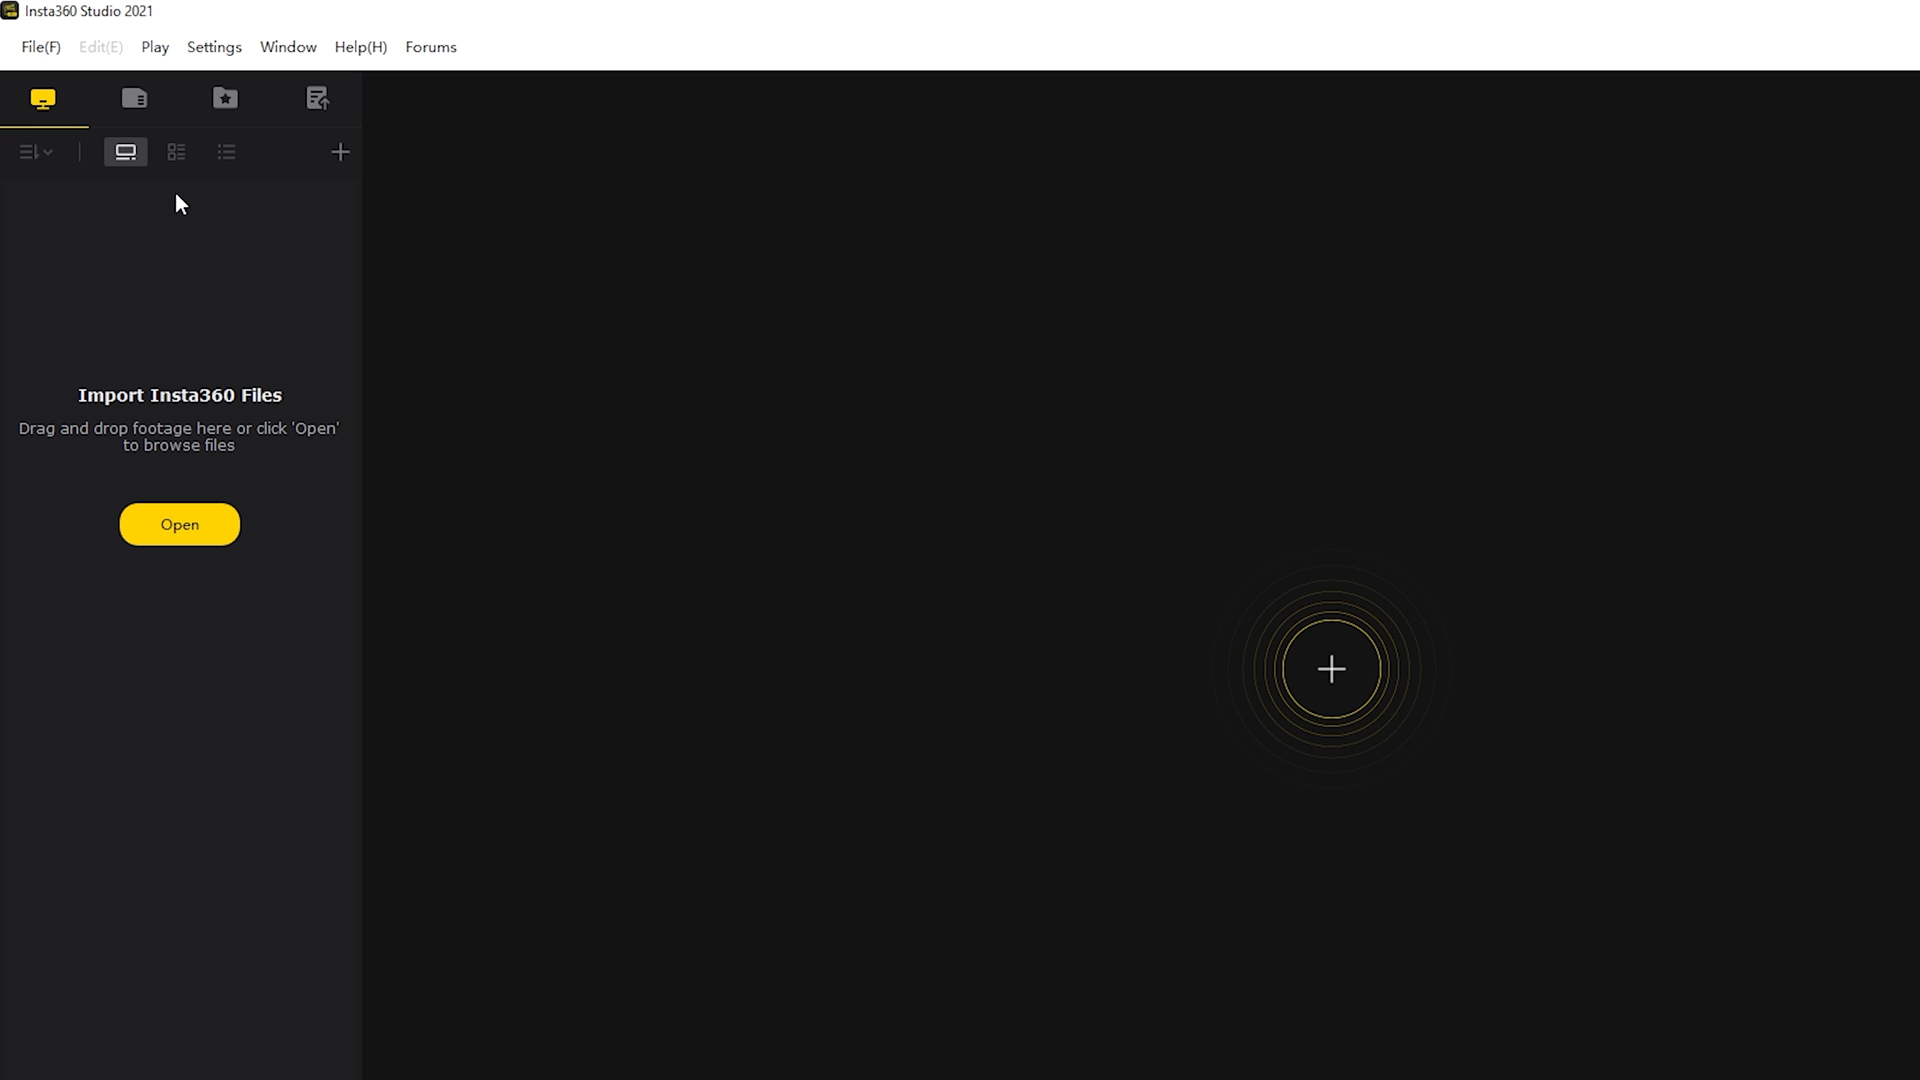 Insta360 Studio 2021
File(F) Edit(E) Play Settings Window Help(H) Forums
Import Insta360 Files
Drag and drop footage here or click 'Open'
to browse files
Open